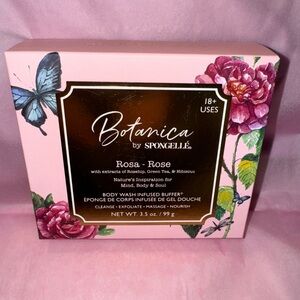 18+
USES
Botanica
by SPONGELLÉ.
Rosa - Rose
with extracts of Rosehip, Green Tea, & Hibiscus
Nature's Inspiration for
Mind, Body & Soul
BODY WASH INFUSED BUFFER®
ÉPONGE DE CORPS INFUSÉE DE GEL DOUCHE
CLEANSE • EXFOLIATE • MASSAGE • NOURISH
NET WT. 3.5 oz. / 99 g